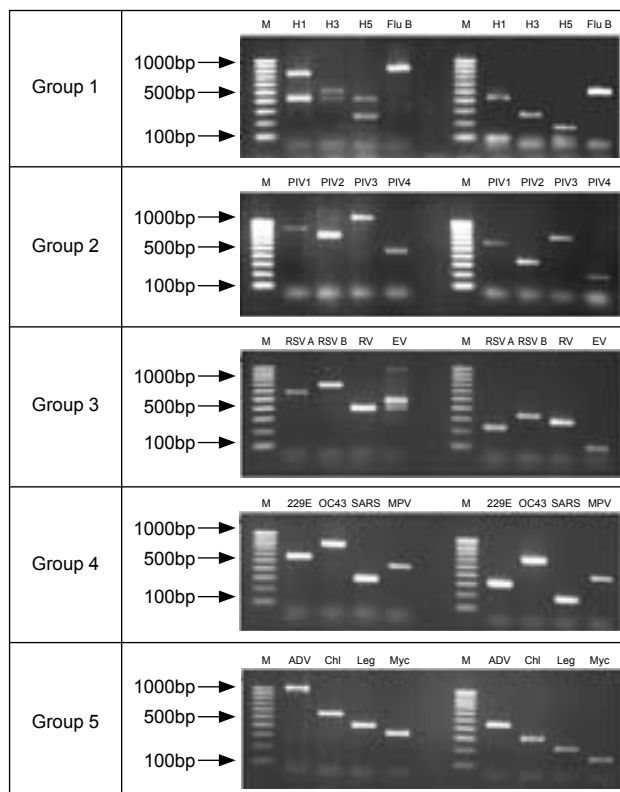 M H1 H3 H5 Flu B M H1 H3 H5 Flu B
1000bp
Group 1
500bp
100bp
M PIV1 PIV2 PIV3 PIV4 M PIV1 PIV2 PIV3 PIV4
1000bp
Group 2
500bp
100bp
M RSV A RSV B RV EV M RSV A RSV B RV EV
1000bp
Group 3
500bp
100bp
M 229E OC43 SARS MPV M 229E OC43 SARS MPV
1000bp
Group 4
500bp
100bp
M ADV Chl Leg Myc M ADV Chl Leg Myc
1000bp
Group 5
500bp
100bp